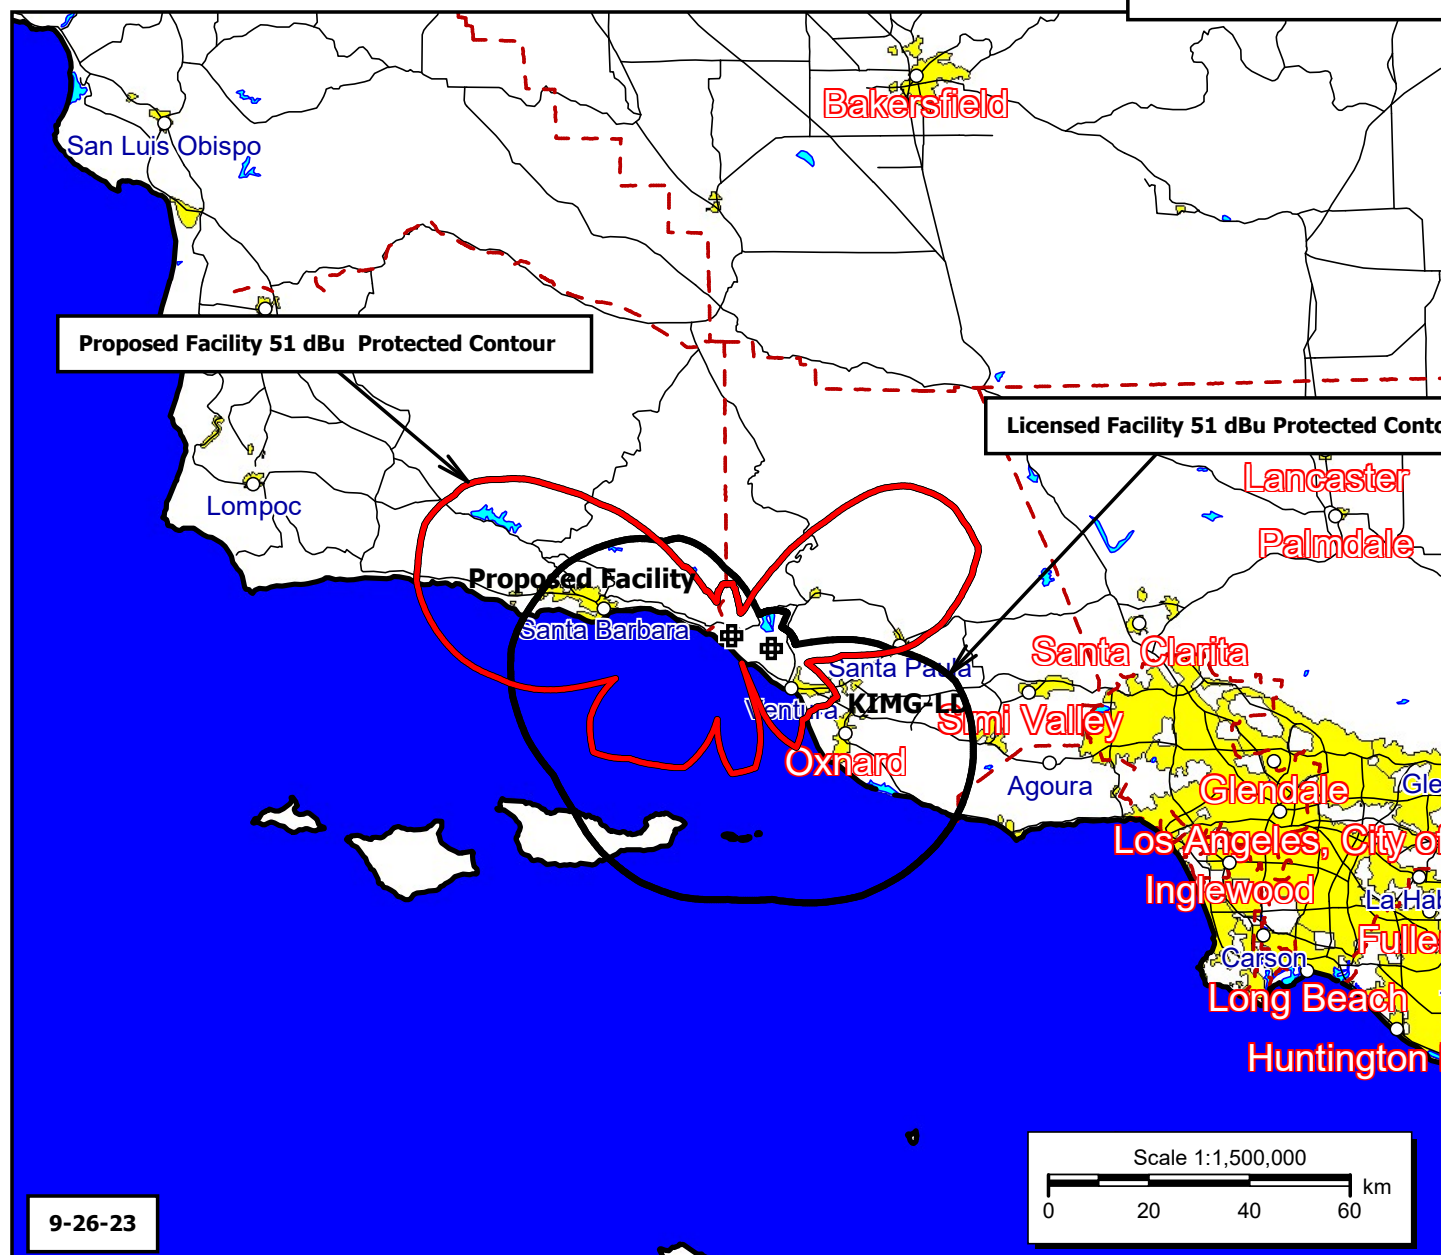 Bakersfield
San Luis Obispo
Proposed Facility 51 dBu  Protected Contour
Licensed Facility 51 dBu Protected Conto
Lancaster
Lompoc
Palmdale
Proposed Facility
Santa Barbara
Santa Clarita
Santa Paula
Ventura
KIMG-LD
Simi Valley
Oxnard
Agoura
Glendale
Gle
Los Angeles, City of
Inglewood
La Hab
Fulle
Carson
Long Beach
Huntington
Scale 1:1,500,000
km
0 20 40 60
9-26-23